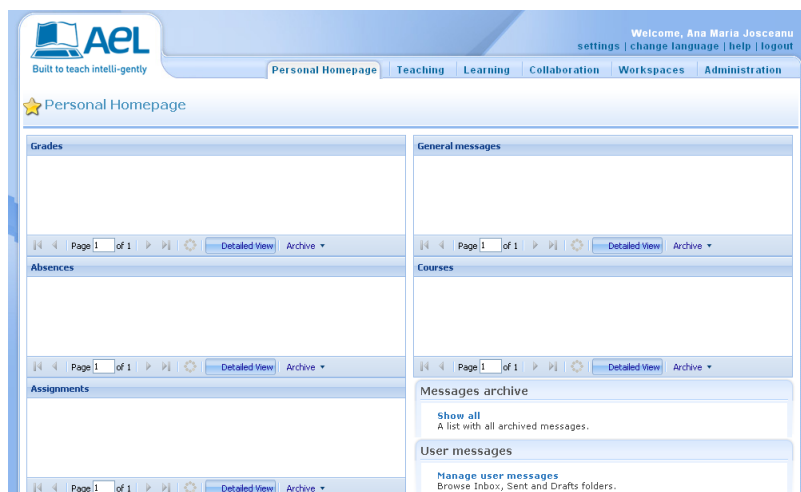 AeL
Built to teach intelli-gently
Welcome, Ana Maria Josceanu
settings | change language | help | logout
Personal Homepage Teaching Learning Collaboration Workspaces Administration
Personal Homepage
Grades
Page 1 of 1 Detailed View Archive
General messages
Page 1 of 1 Detailed View Archive
Absences
Page 1 of 1 Detailed View Archive
Courses
Page 1 of 1 Detailed View Archive
Assignments
Page 1 of 1 Detailed View Archive
Messages archive
Show all
A list with all archived messages.
User messages
Manage user messages
Browse Inbox, Sent and Drafts folders.